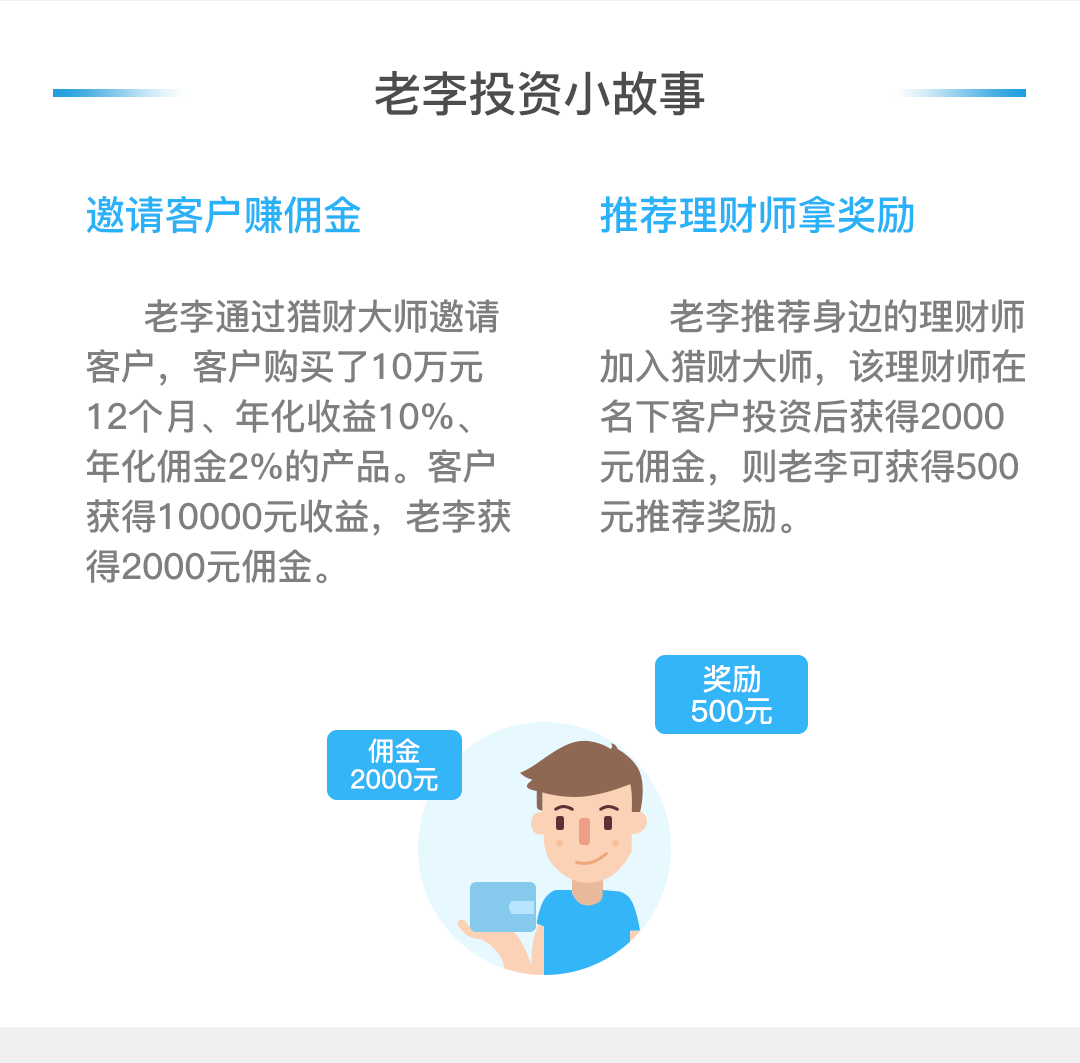 老李投资小故事
邀请客户赚佣金
老李通过猎财大师邀请
客户，客户购买了10万元
12个月、年化收益10%、
年化佣金2%的产品。客户
获得10000元收益，老李获
得2000元佣金。
推荐理财师拿奖励
老李推荐身边的理财师
加入猎财大师，该理财师在
名下客户投资后获得2000
元佣金，则老李可获得500
元推荐奖励。
奖励
500元
佣金
2000元